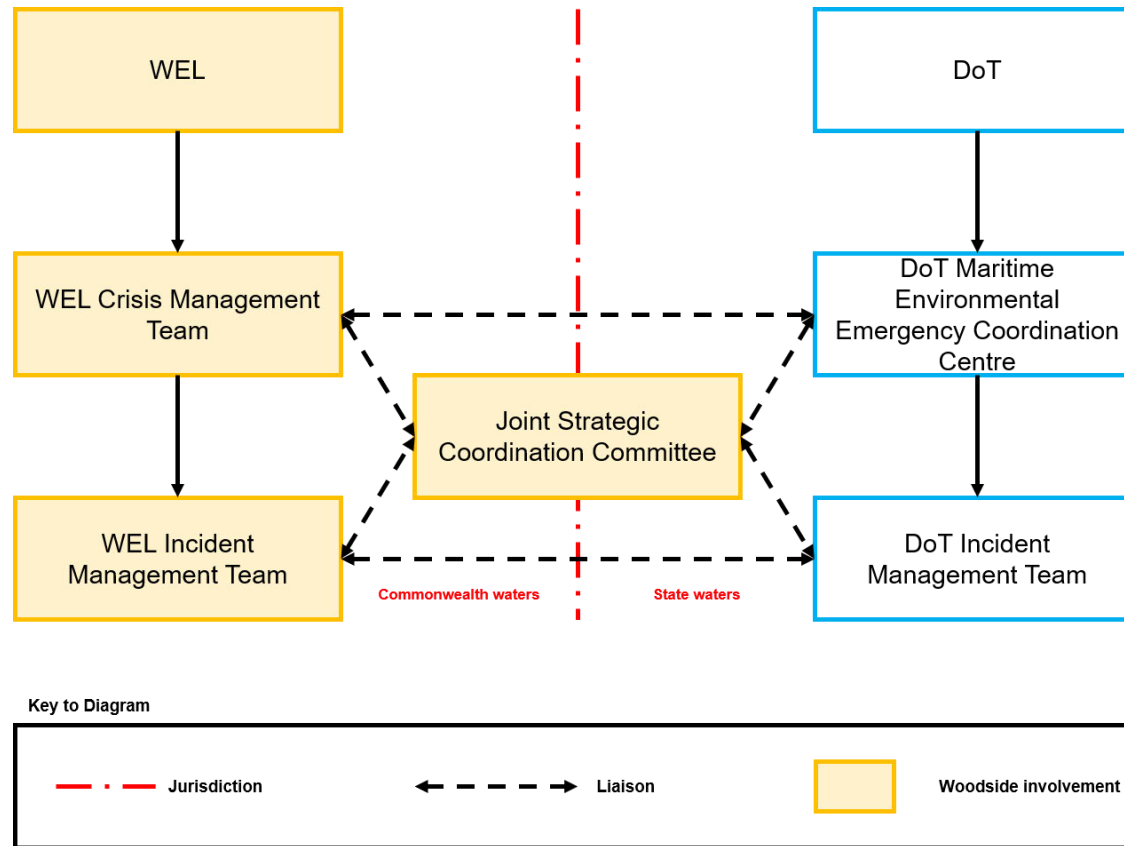 WEL
DoT
WEL Crisis Management
Team
DoT Maritime
Environmental
Emergency Coordination
Centre
Joint Strategic
Coordination Committee
WEL Incident
Management Team
DoT Incident
Management Team
Commonwealth waters
State waters
Key to Diagram
Jurisdiction
Liaison
Woodside involvement